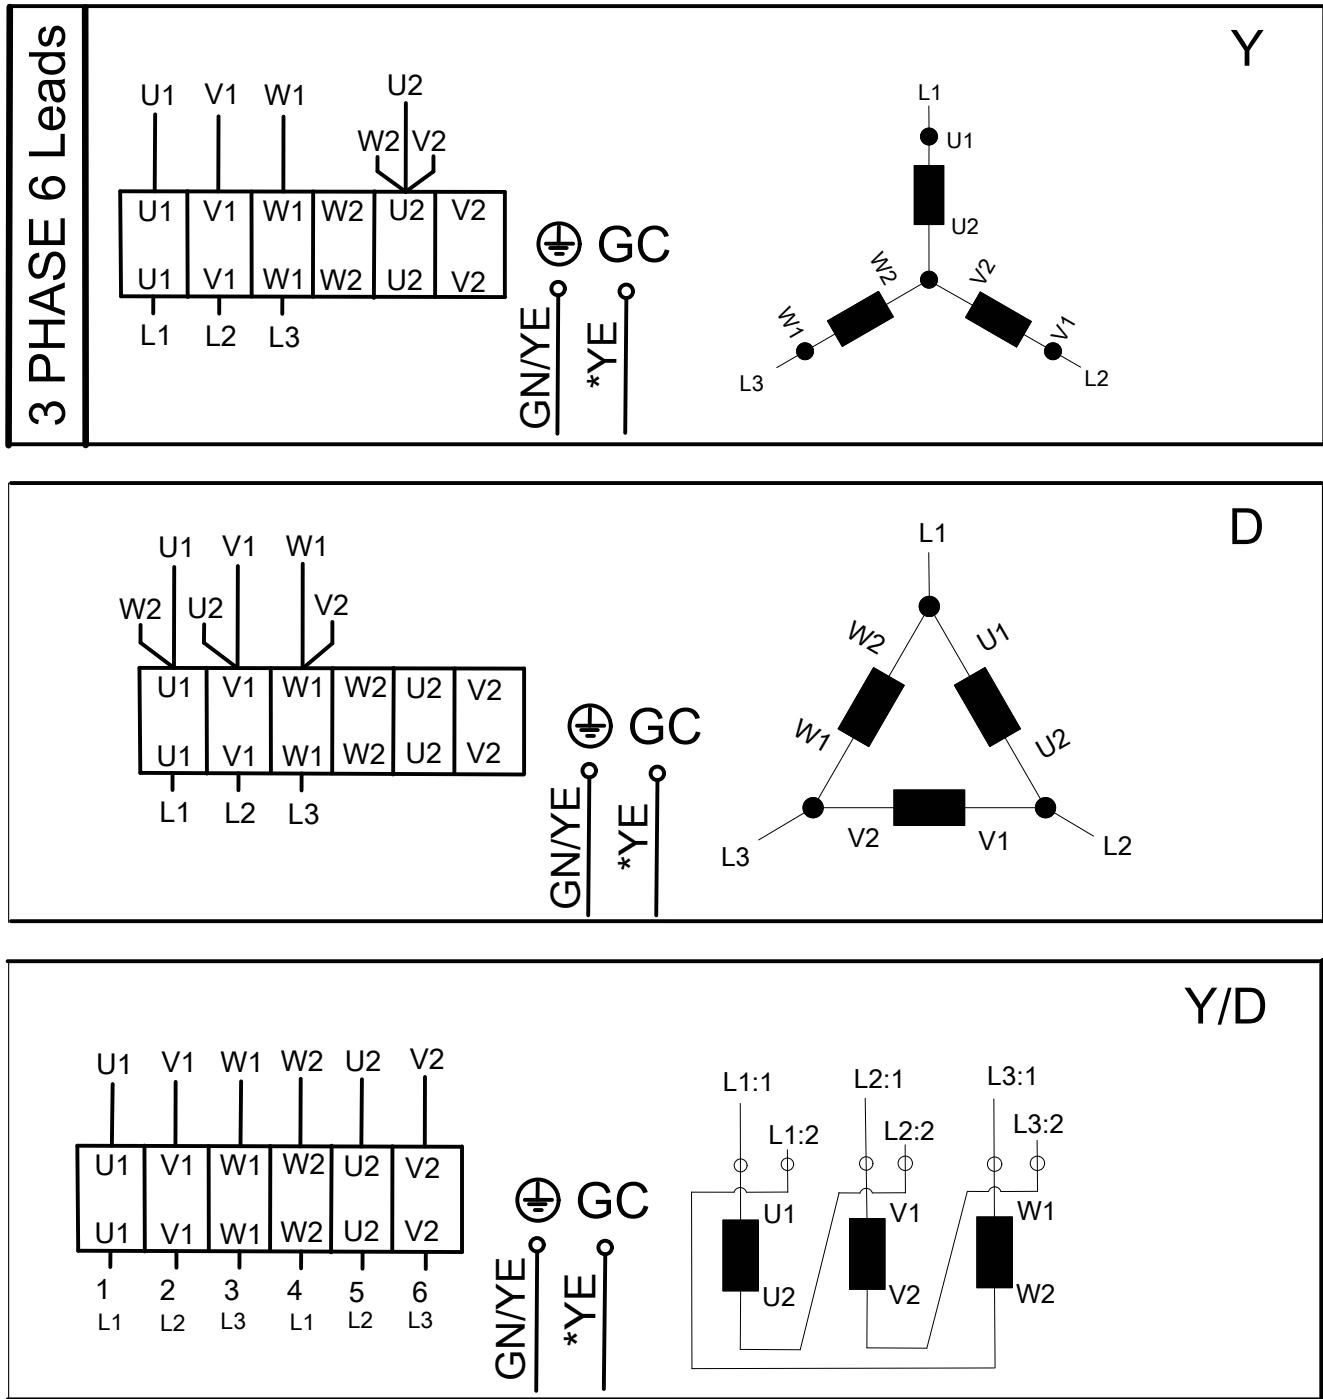 3 PHASE 6 Leads
Y
U1 V1 W1 U2
W2 V2
U1 V1 W1 W2 U2 V2
U1 V1 W1 W2 U2 V2
L1 L2 L3
GC
GN/YE
*YE
L1
U1
U2
W2 V2
W1 V1
L3 L2
D
U1 V1 W1
W2 U2 V2
U1 V1 W1 W2 U2 V2
U1 V1 W1 W2 U2 V2
L1 L2 L3
GC
GN/YE
*YE
L1
W2 U1
W1 U2
V2 V1
L3 L2
Y/D
U1 V1 W1 W2 U2 V2
U1 V1 W1 W2 U2 V2
U1 V1 W1 W2 U2 V2
1 2 3 4 5 6
L1 L2 L3 L1 L2 L3
GC
GN/YE
*YE
L1:1 L2:1 L3:1
L1:2 L2:2 L3:2
U1 V1 W1
U2 V2 W2